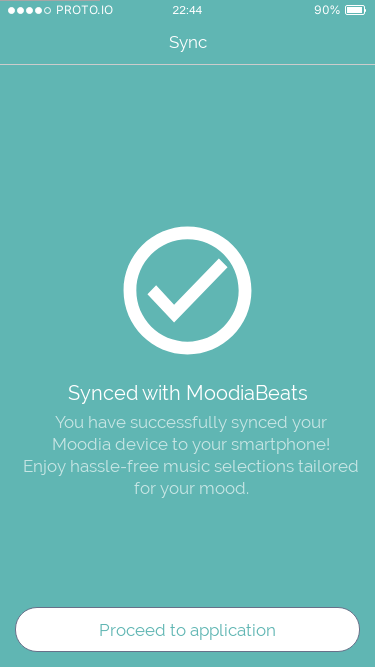 PROTO.IO 22:44 90%
Sync
Synced with MoodiaBeats
You have successfully synced your
Moodia device to your smartphone!
Enjoy hassle-free music selections tailored
for your mood.
Proceed to application